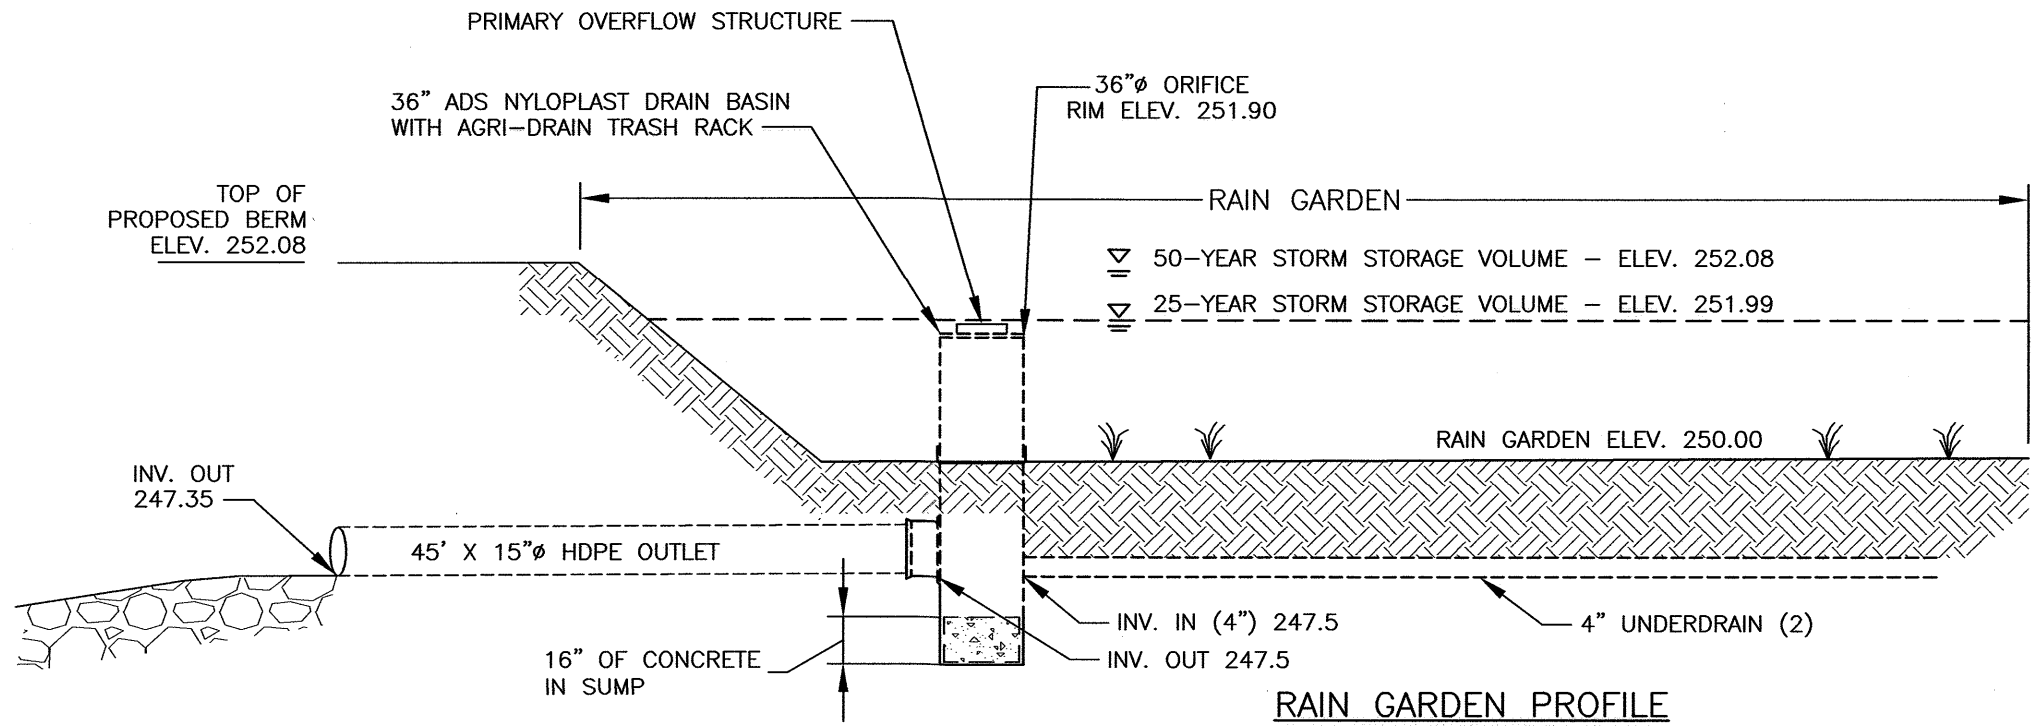 PRIMARY OVERFLOW STRUCTURE
36" ADS NYLOPLAST DRAIN BASIN
WITH AGRI-DRAIN TRASH RACK
36"ø ORIFICE
RIM ELEV. 251.90
TOP OF
PROPOSED BERM
ELEV. 252.08
RAIN GARDEN
50-YEAR STORM STORAGE VOLUME - ELEV. 252.08
25-YEAR STORM STORAGE VOLUME - ELEV. 251.99
RAIN GARDEN ELEV. 250.00
INV. OUT
247.35
45' X 15"ø HDPE OUTLET
INV. IN (4") 247.5
4" UNDERDRAIN (2)
INV. OUT 247.5
16" OF CONCRETE
IN SUMP
RAIN GARDEN PROFILE